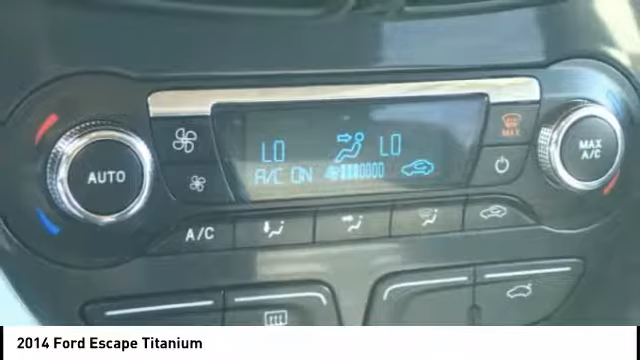 LO LO
A/C ON
MAX
AUTO
MAX
A/C
A/C
2014 Ford Escape Titanium